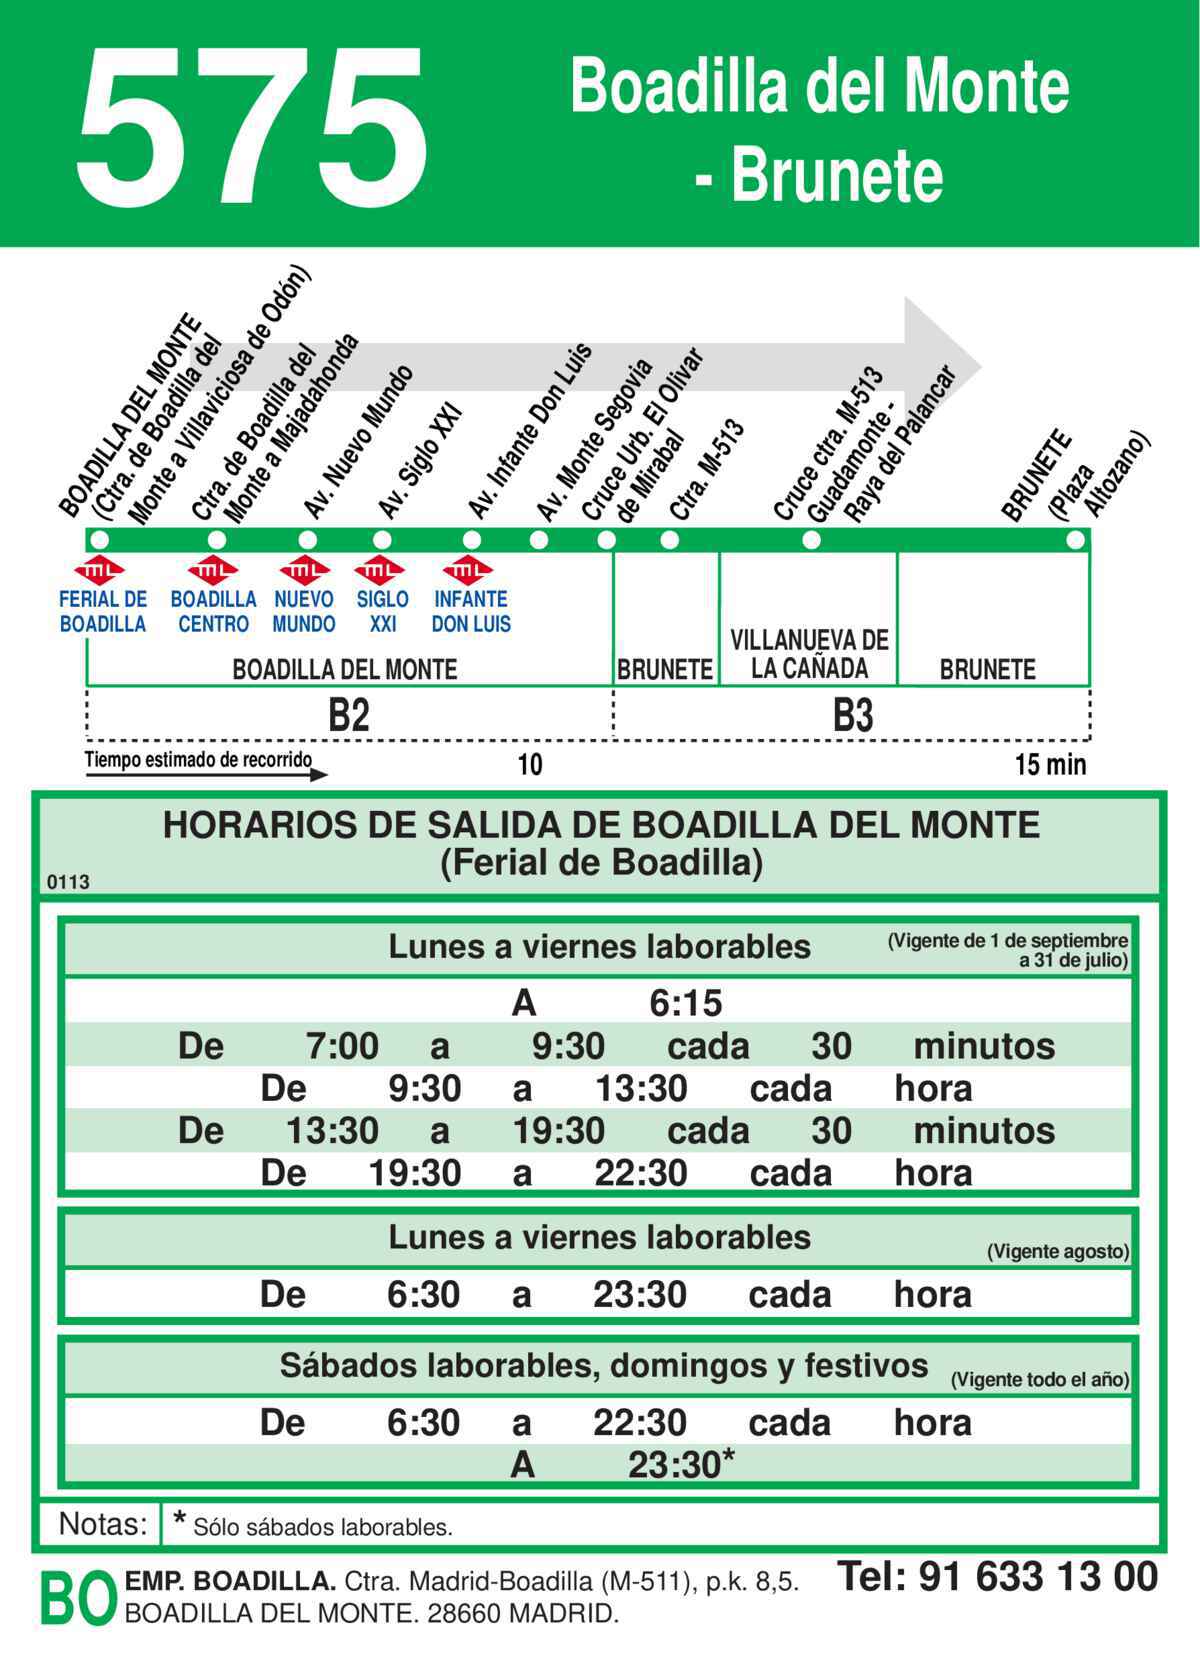 575
Boadilla del Monte
- Brunete
BOADILLA DEL MONTE
(Ctra. de Boadilla del
Monte a Villaviciosa de Odón)
Ctra. de Boadilla del
Monte a Majadahonda
Av. Nuevo Mundo
Av. Siglo XXI
Av. Infante Don Luis
Av. Monte Segovia
Cruce Urb. El Olivar
de Mirabal
Ctra. M-513
Cruce ctra. M-513
Guadamonte -
Raya del Palancar
BRUNETE
(Plaza
Altozano)
ML ML ML ML ML
FERIAL DE BOADILLA NUEVO SIGLO INFANTE
BOADILLA CENTRO MUNDO XXI DON LUIS
BOADILLA DEL MONTE
BRUNETE
VILLANUEVA DE
LA CAÑADA
BRUNETE
B2 B3
Tiempo estimado de recorrido 10 15 min
HORARIOS DE SALIDA DE BOADILLA DEL MONTE
(Ferial de Boadilla)
0113
Lunes a viernes laborables
(Vigente de 1 de septiembre
a 31 de julio)
A 6:15
De 7:00 a 9:30 cada 30 minutos
De 9:30 a 13:30 cada hora
De 13:30 a 19:30 cada 30 minutos
De 19:30 a 22:30 cada hora
Lunes a viernes laborables (Vigente agosto)
De 6:30 a 23:30 cada hora
Sábados laborables, domingos y festivos (Vigente todo el año)
De 6:30 a 22:30 cada hora
A 23:30*
Notas: * Sólo sábados laborables.
BO
EMP. BOADILLA. Ctra. Madrid-Boadilla (M-511), p.k. 8,5.
BOADILLA DEL MONTE. 28660 MADRID.
Tel: 91 633 13 00